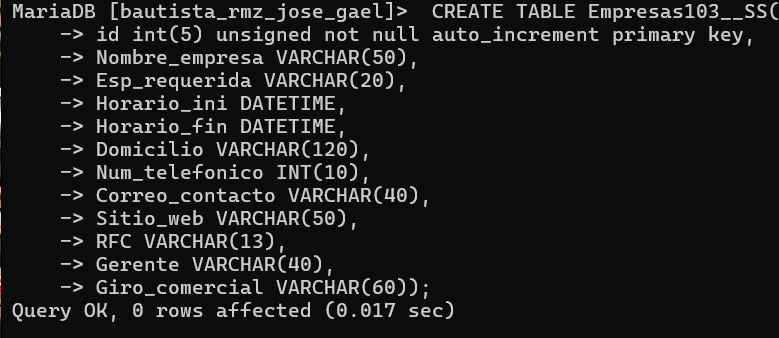 MariaDB [bautista_rmz_jose_gael]>  CREATE TABLE Empresas103__SS(
    -> id int(5) unsigned not null auto_increment primary key,
    -> Nombre_empresa VARCHAR(50),
    -> Esp_requerida VARCHAR(20),
    -> Horario_ini DATETIME,
    -> Horario_fin DATETIME,
    -> Domicilio VARCHAR(120),
    -> Num_telefonico INT(10),
    -> Correo_contacto VARCHAR(40),
    -> Sitio_web VARCHAR(50),
    -> RFC VARCHAR(13),
    -> Gerente VARCHAR(40),
    -> Giro_comercial VARCHAR(60));
Query OK, 0 rows affected (0.017 sec)